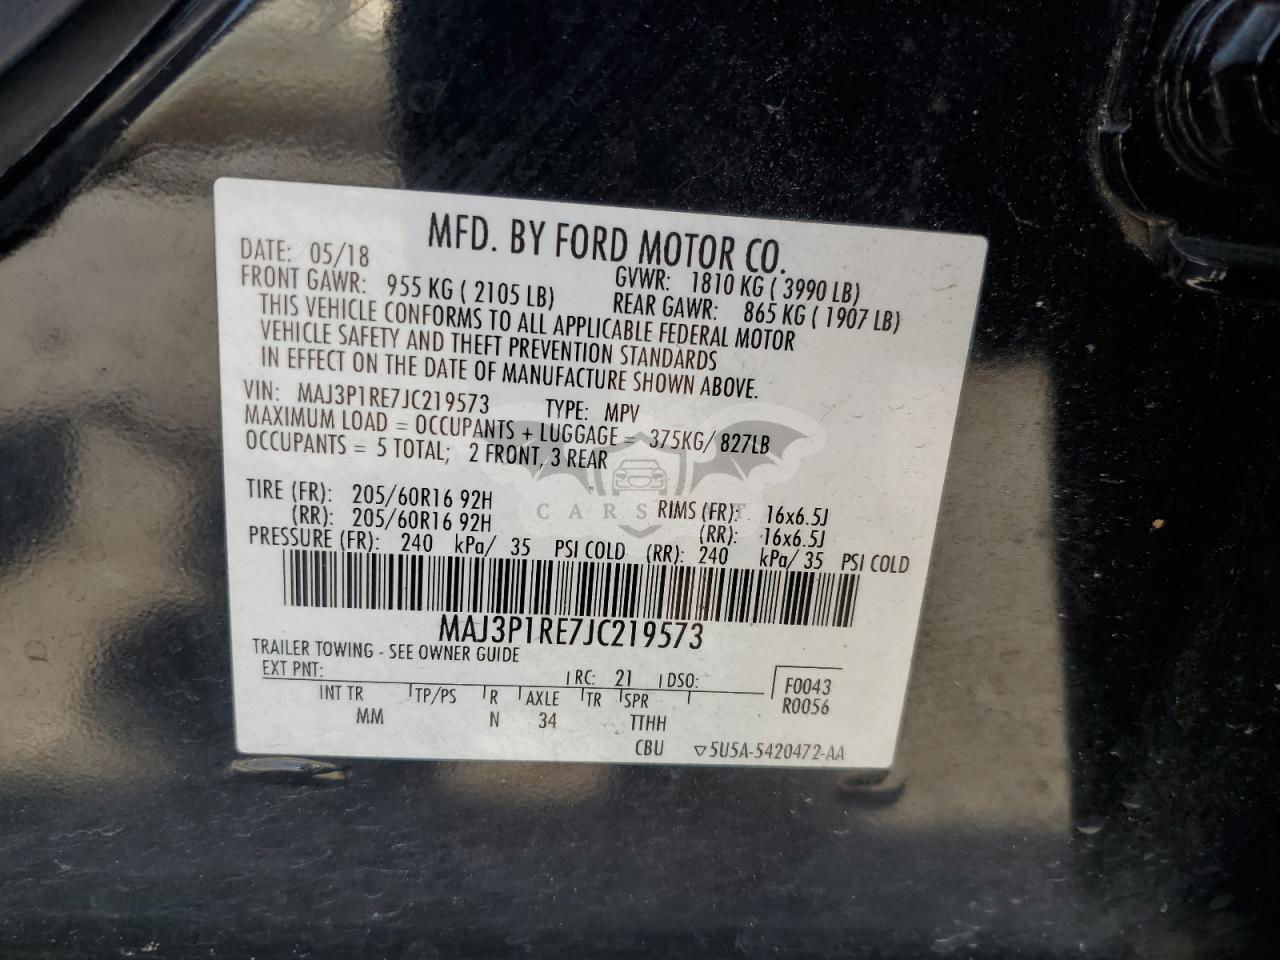 MFD. BY FORD MOTOR CO.
DATE: 05/18 GVWR: 1810 KG ( 3990 LB)
FRONT GAWR: 955 KG ( 2105 LB) REAR GAWR: 865 KG ( 1907 LB)
THIS VEHICLE CONFORMS TO ALL APPLICABLE FEDERAL MOTOR
VEHICLE SAFETY AND THEFT PREVENTION STANDARDS
IN EFFECT ON THE DATE OF MANUFACTURE SHOWN ABOVE.
VIN: MAJ3P1RE7JC219573 TYPE: MPV
MAXIMUM LOAD = OCCUPANTS + LUGGAGE = 375KG/ 827LB
OCCUPANTS = 5 TOTAL; 2 FRONT, 3 REAR
TIRE (FR): 205/60R16 92H RIMS (FR): 16x6.5J
(RR): 205/60R16 92H (RR): 16x6.5J
PRESSURE (FR): 240 kPa/ 35 PSI COLD (RR): 240 kPa/ 35 PSI COLD
MAJ3P1RE7JC219573
TRAILER TOWING - SEE OWNER GUIDE
EXT PNT: RC: 21 DSO: F0043
INT TR TP/PS R AXLE TR SPR R0056
MM N 34 TTHH
CBU ▽5U5A-5420472-AA